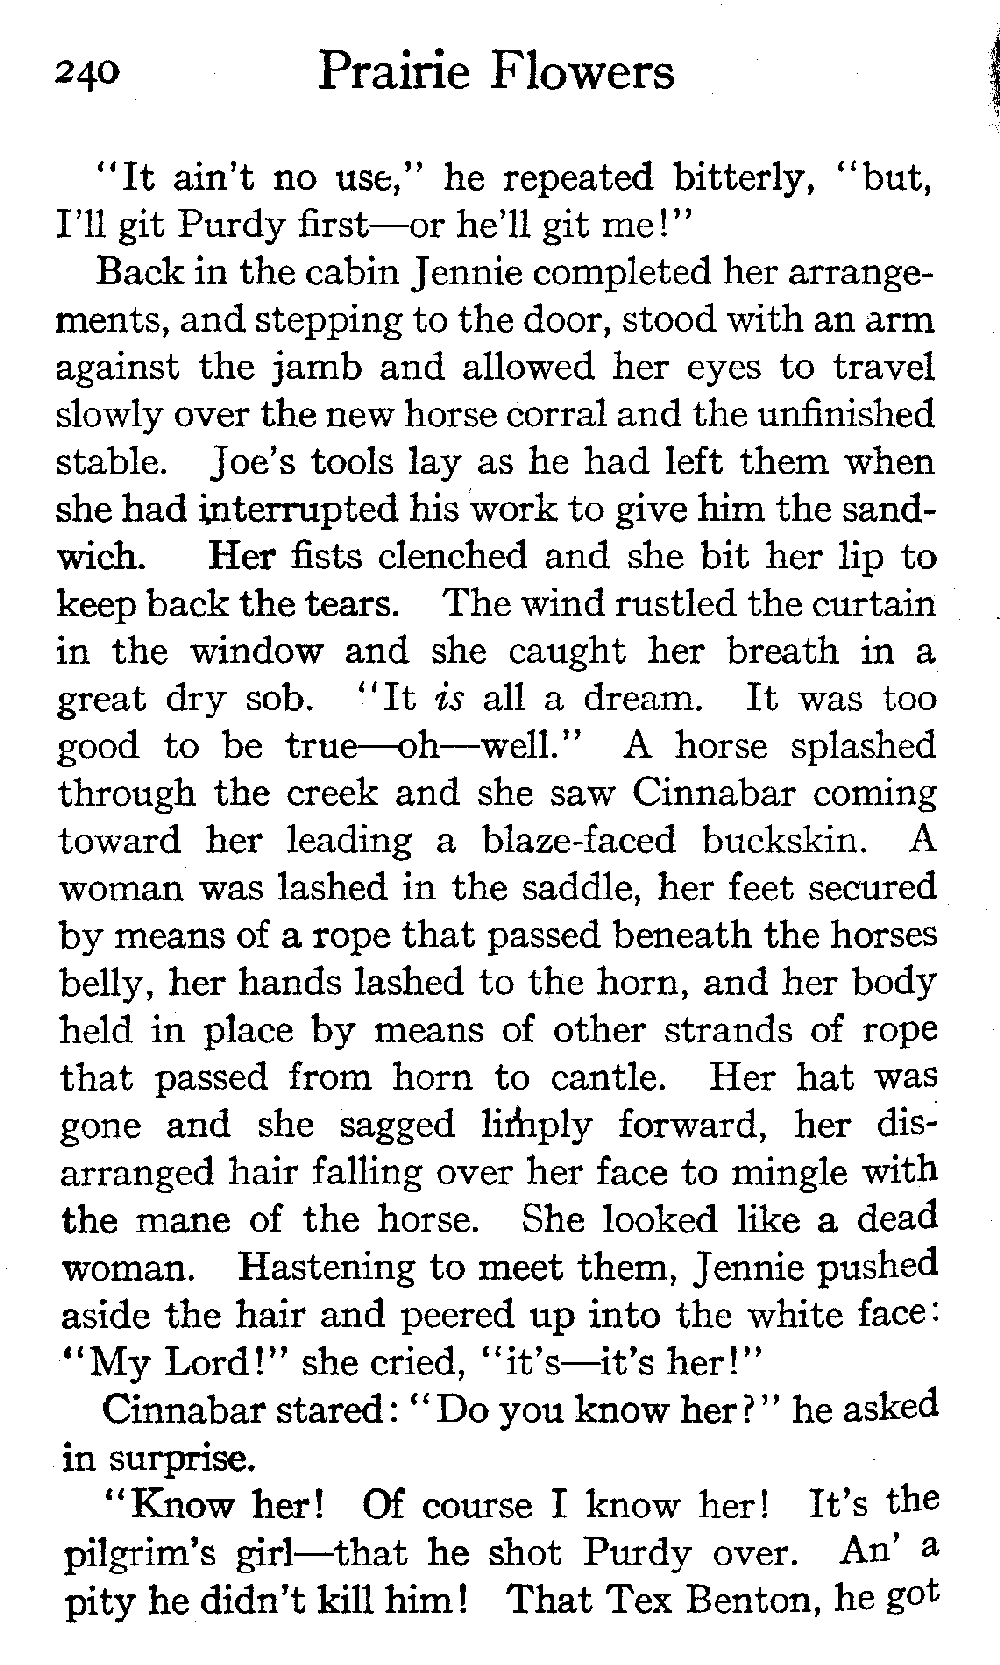 240 Prairie Flowers
"It ain't no use," he repeated bitterly, "but,
I'll git Purdy first—or he'll git me!"
Back in the cabin Jennie completed her arrange-
ments, and stepping to the door, stood with an arm
against the jamb and allowed her eyes to travel
slowly over the new horse corral and the unfinished
stable. Joe's tools lay as he had left them when
she had interrupted his work to give him the sand-
wich. Her fists clenched and she bit her lip to
keep back the tears. The wind rustled the curtain
in the window and she caught her breath in a
great dry sob. "It is all a dream. It was too
good to be true—oh—well." A horse splashed
through the creek and she saw Cinnabar coming
toward her leading a blaze-faced buckskin. A
woman was lashed in the saddle, her feet secured
by means of a rope that passed beneath the horses
belly, her hands lashed to the horn, and her body
held in place by means of other strands of rope
that passed from horn to cantle. Her hat was
gone and she sagged limply forward, her dis-
arranged hair falling over her face to mingle with
the mane of the horse. She looked like a dead
woman. Hastening to meet them, Jennie pushed
aside the hair and peered up into the white face:
"My Lord!" she cried, "it's—it's her!"
Cinnabar stared: "Do you know her?" he asked
in surprise.
"Know her! Of course I know her! It's the
pilgrim's girl—that he shot Purdy over. An' a
pity he didn't kill him! That Tex Benton, he got